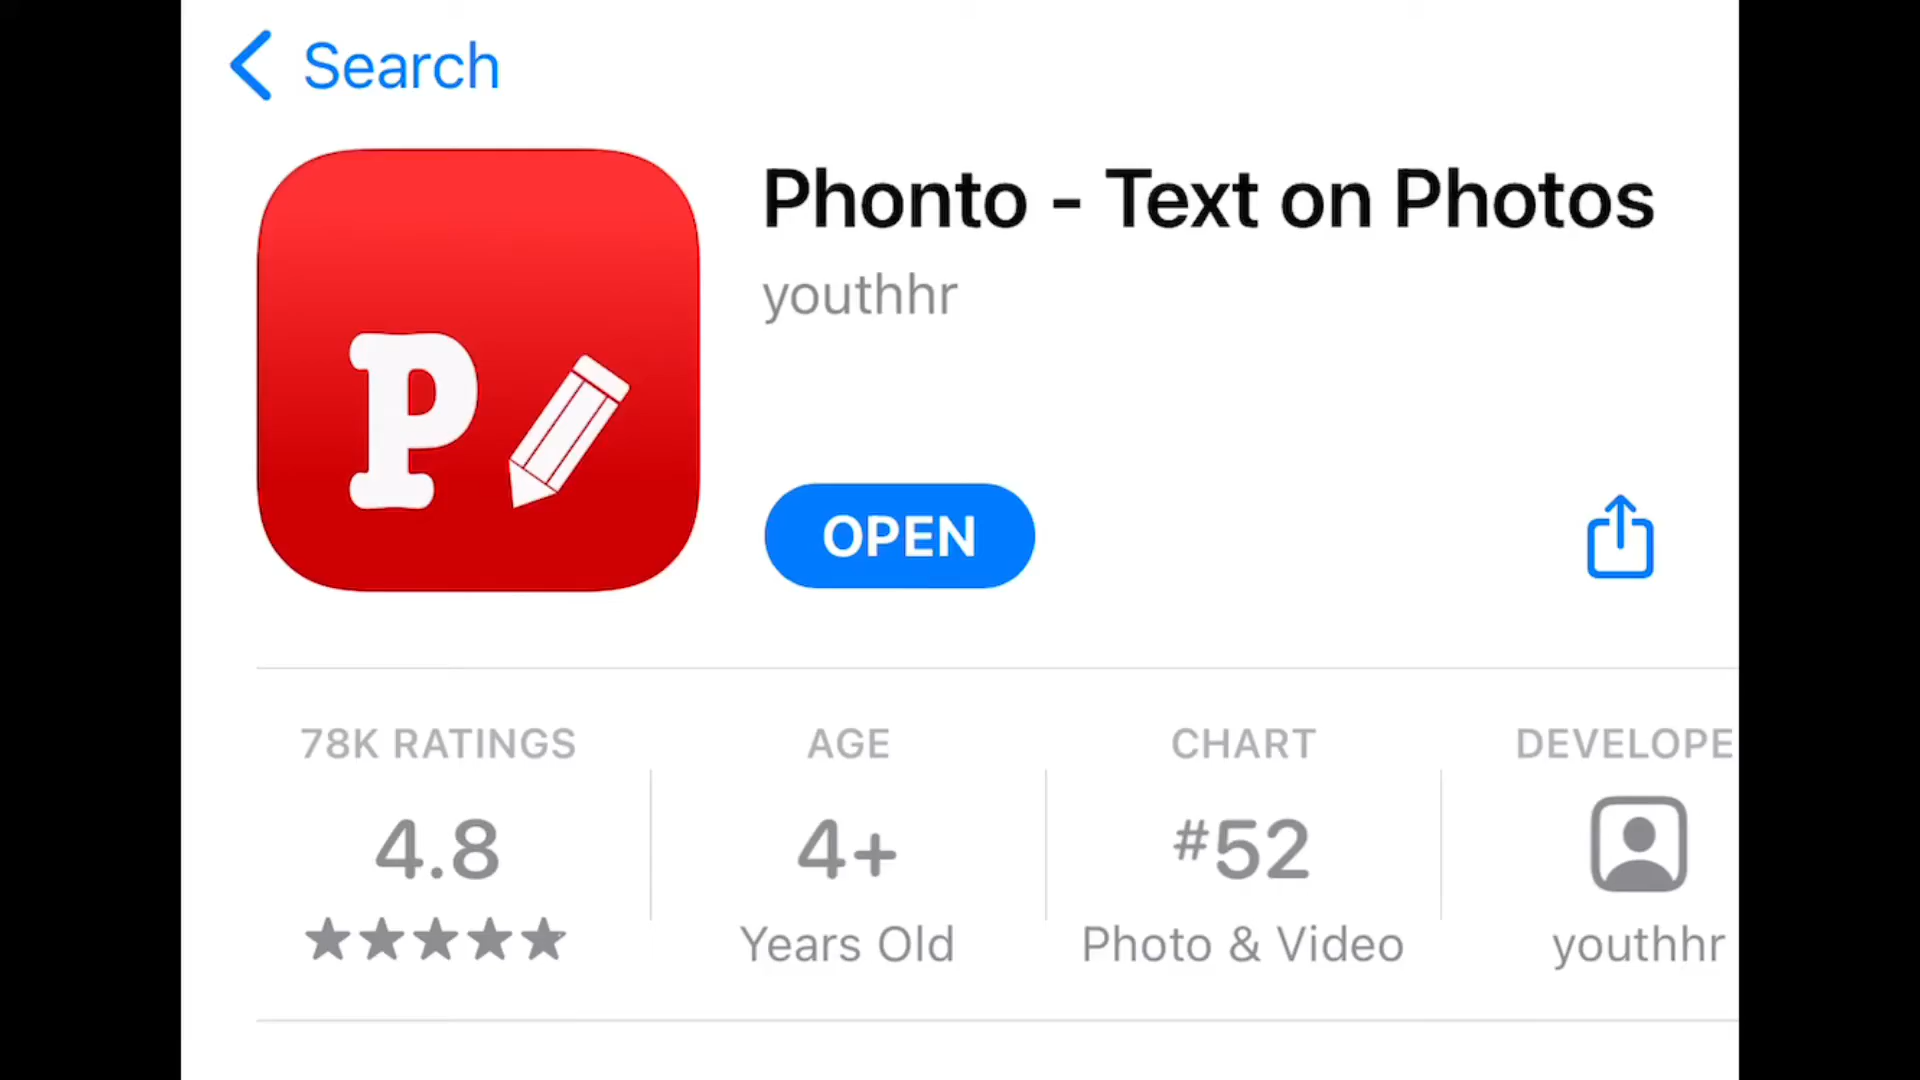 Search
Phonto - Text on Photos
youthhr
P
OPEN
78K RATINGS
4.8
AGE
4+
Years Old
CHART
#52
Photo & Video
DEVELOPE
youthhr